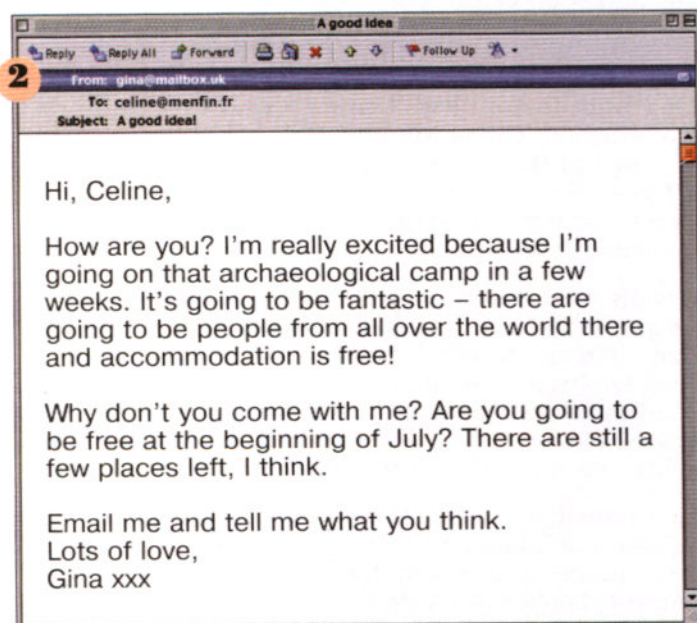 A good idea
Reply Reply All Forward Follow Up
2
From: gina@mailbox.uk
To: celine@menfin.fr
Subject: A good idea!
Hi, Celine,
How are you? I'm really excited because I'm
going on that archaeological camp in a few
weeks. It's going to be fantastic – there are
going to be people from all over the world there
and accommodation is free!
Why don't you come with me? Are you going to
be free at the beginning of July? There are still a
few places left, I think.
Email me and tell me what you think.
Lots of love,
Gina xxx